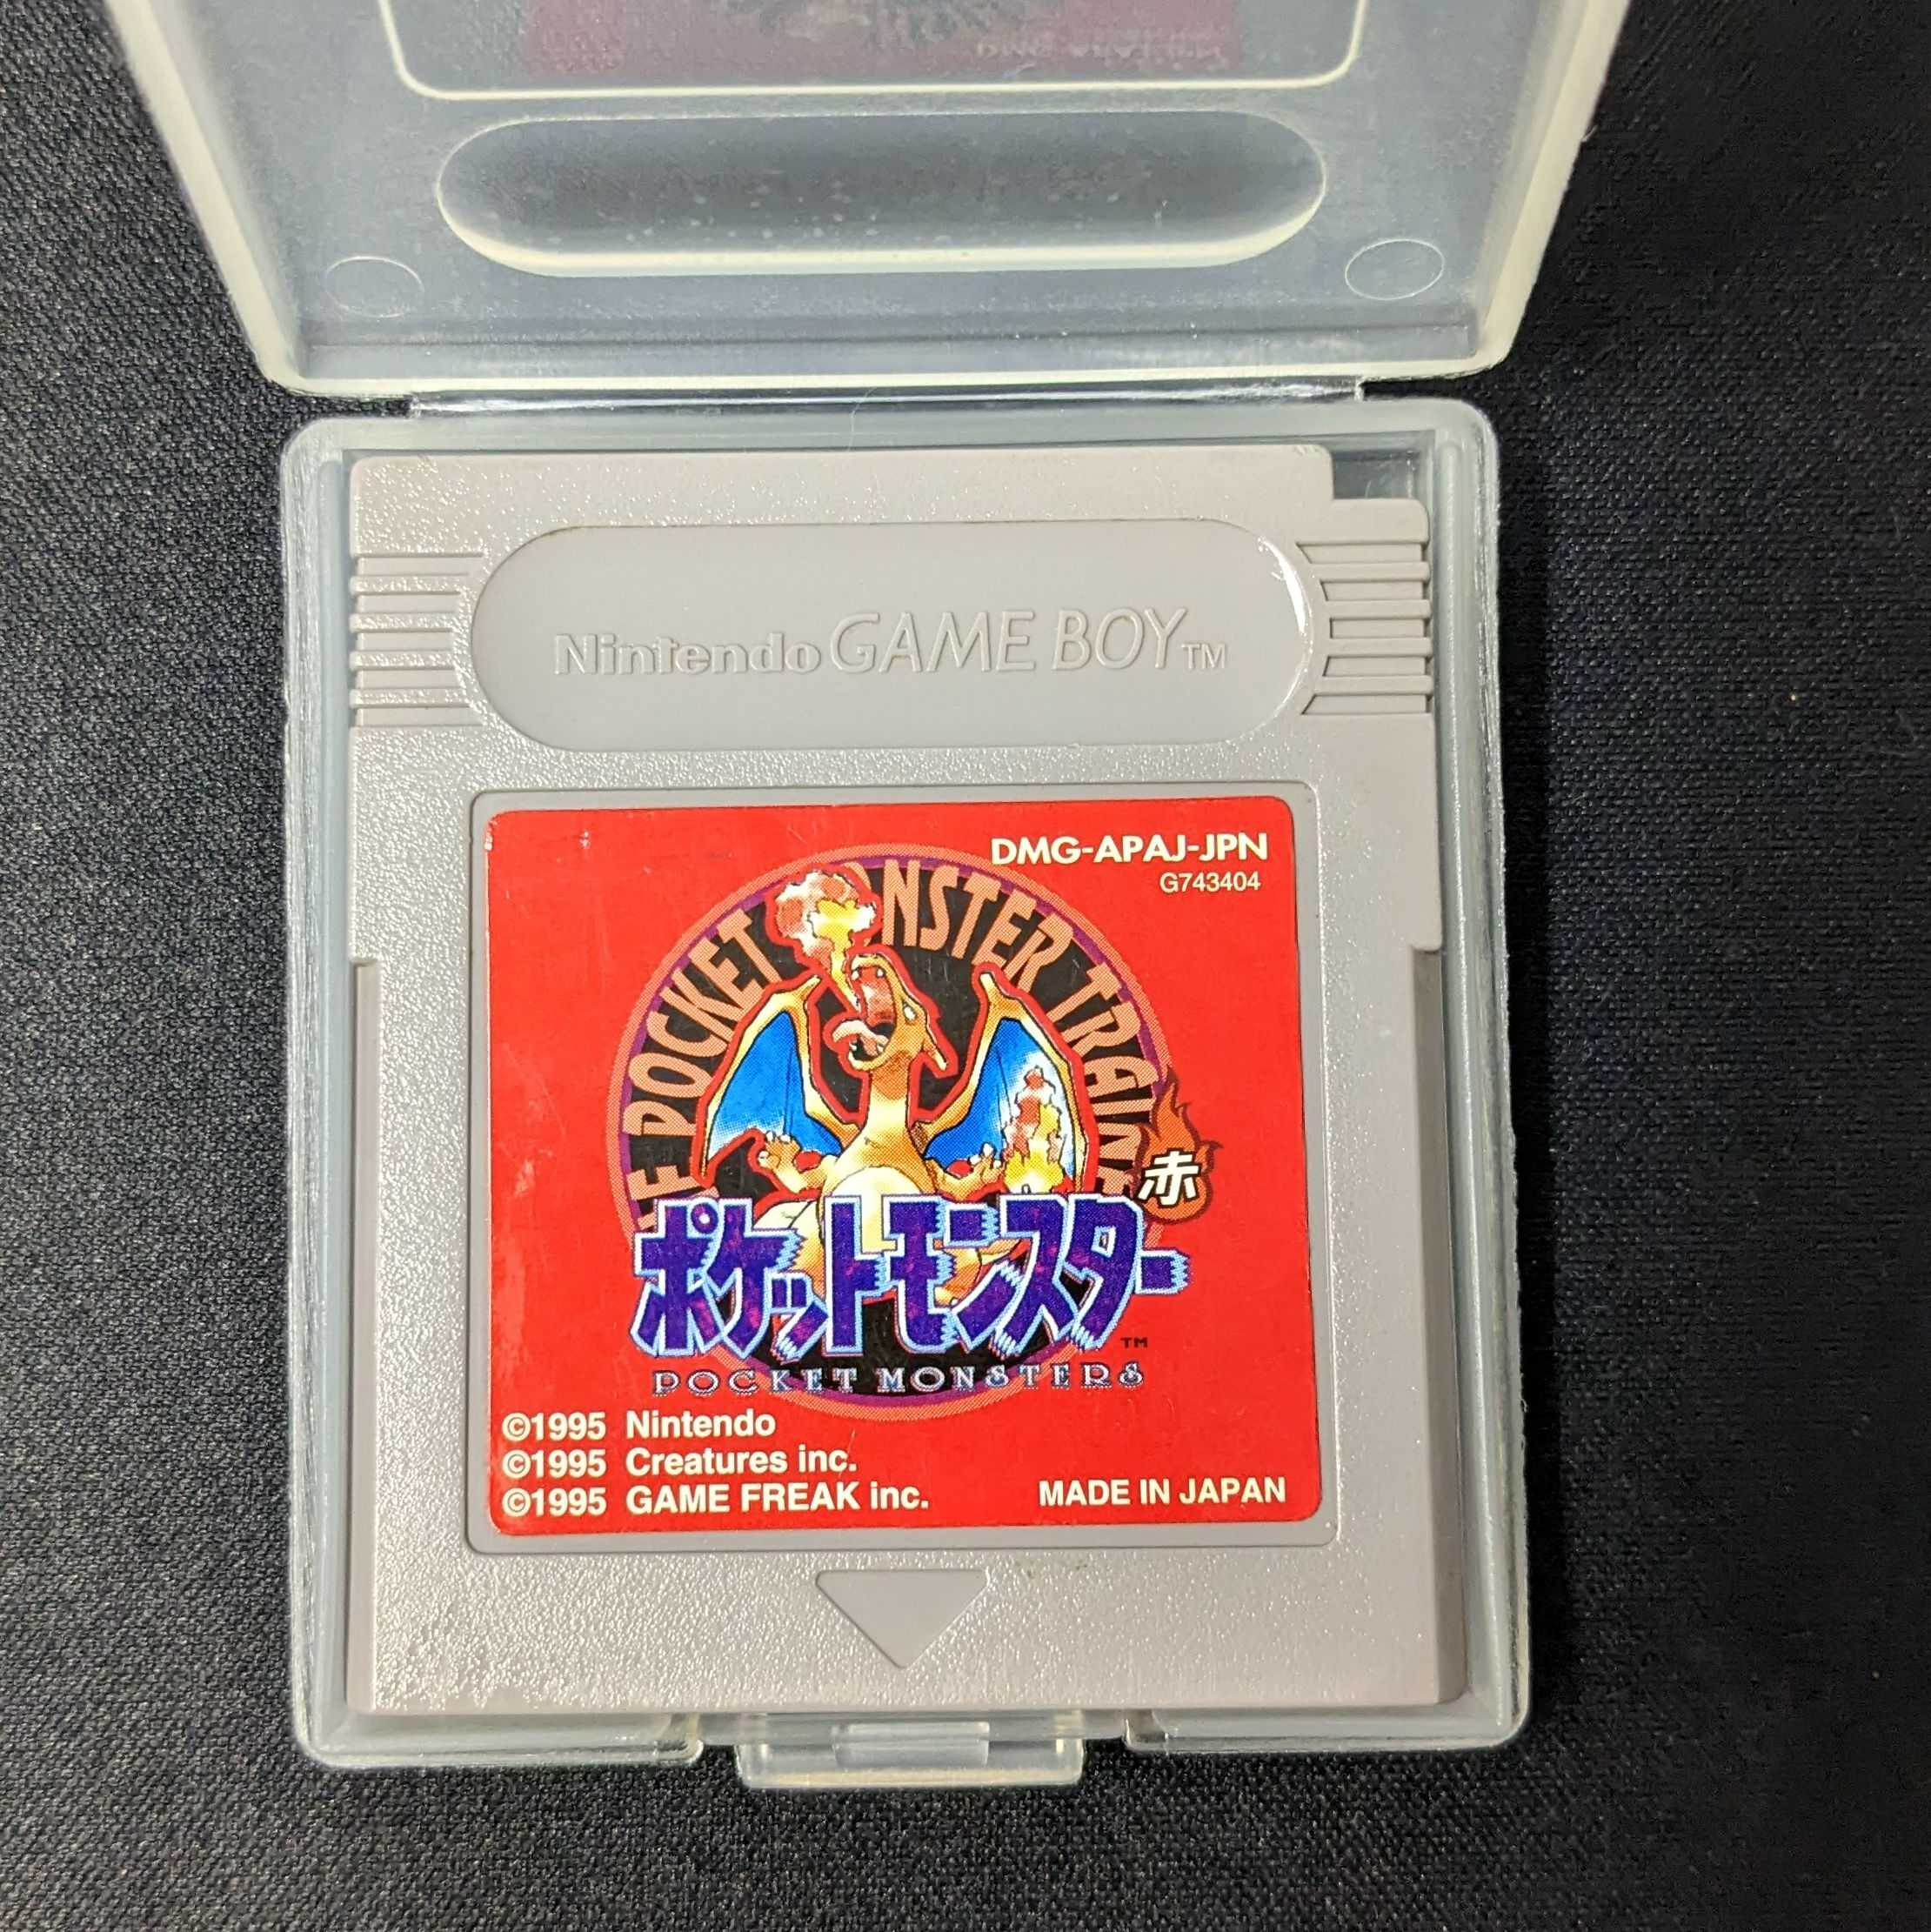 Nintendo GAME BOY TM
DMG-APAJ-JPN
G743404
POCKET MONSTER TRAINE
赤
ポケットモンスター
TM
POCKET MONSTERS
©1995 Nintendo
©1995 Creatures inc.
©1995 GAME FREAK inc.
MADE IN JAPAN